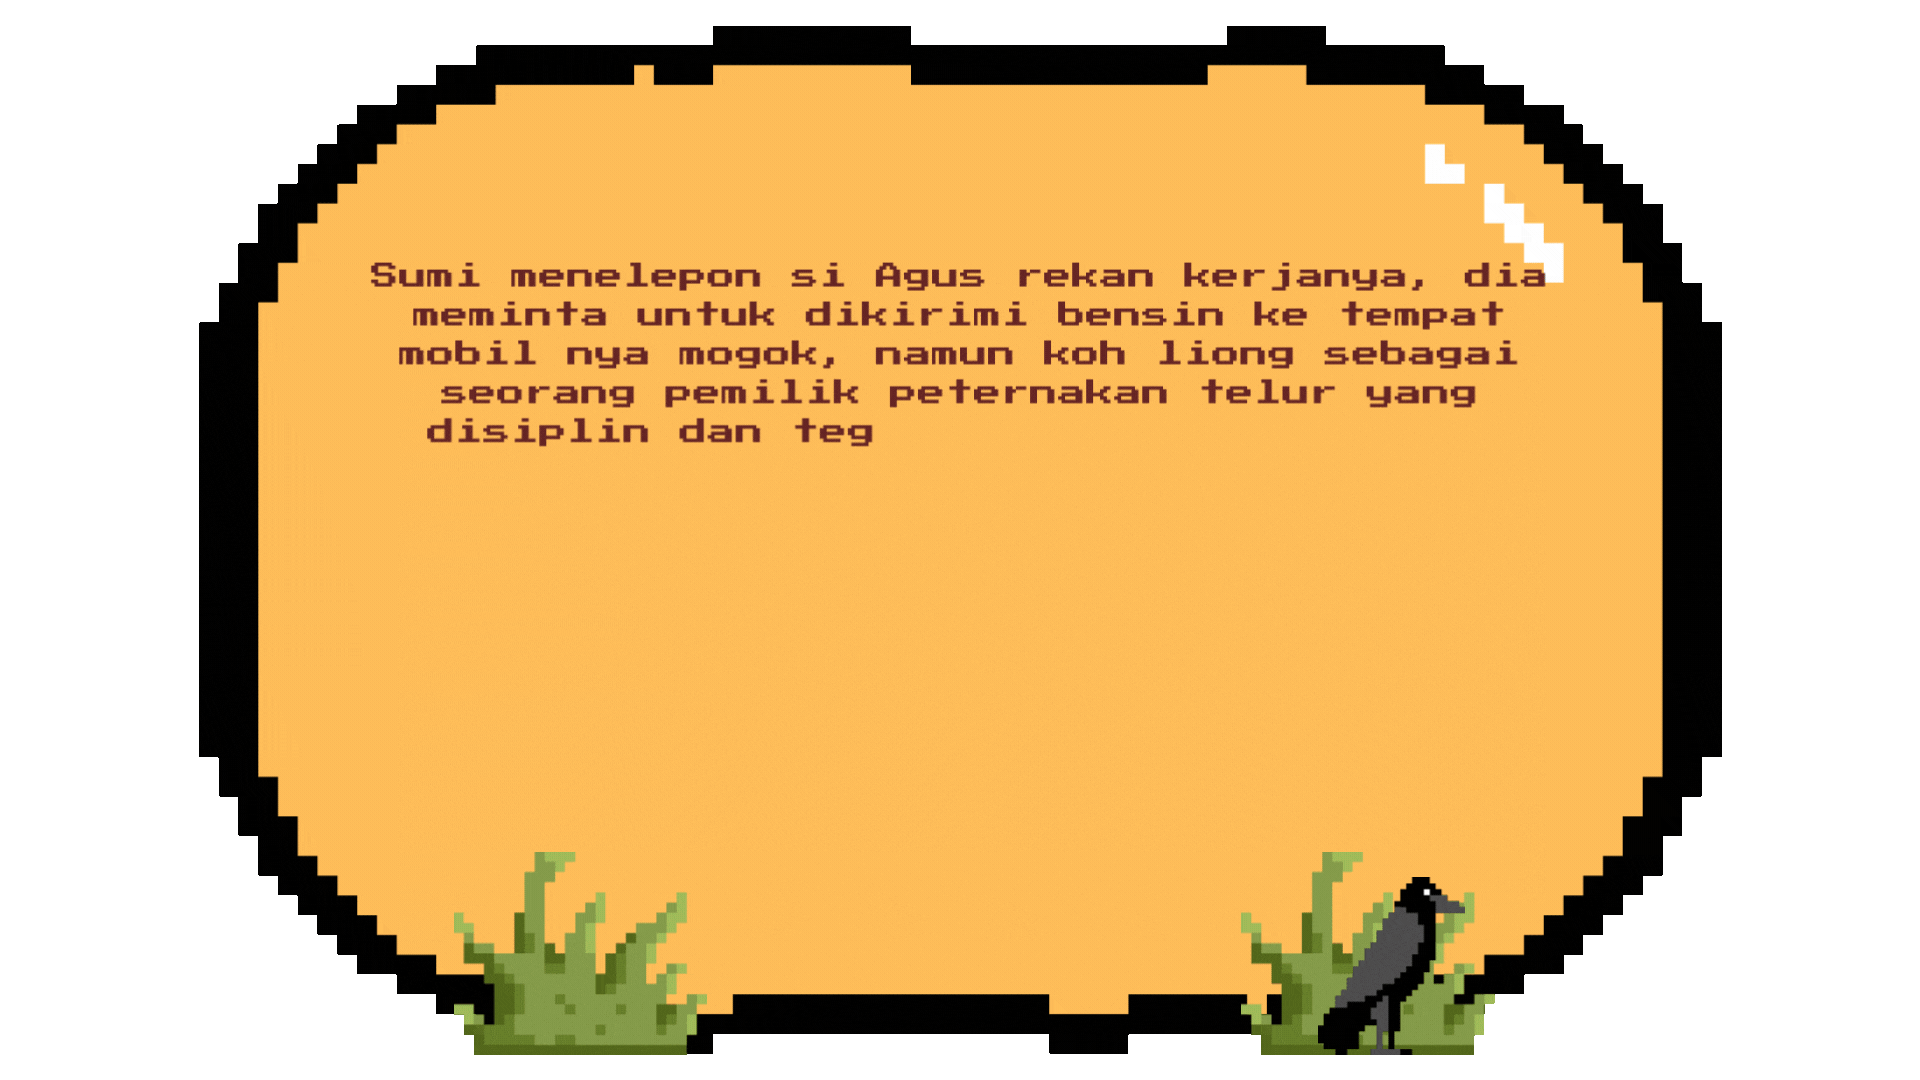 Sumi menelepon si Agus rekan kerjanya, dia
meminta untuk dikirimi bensin ke tempat
mobil nya mogok, namun koh liong sebagai
seorang pemilik peternakan telur yang
disiplin dan teg